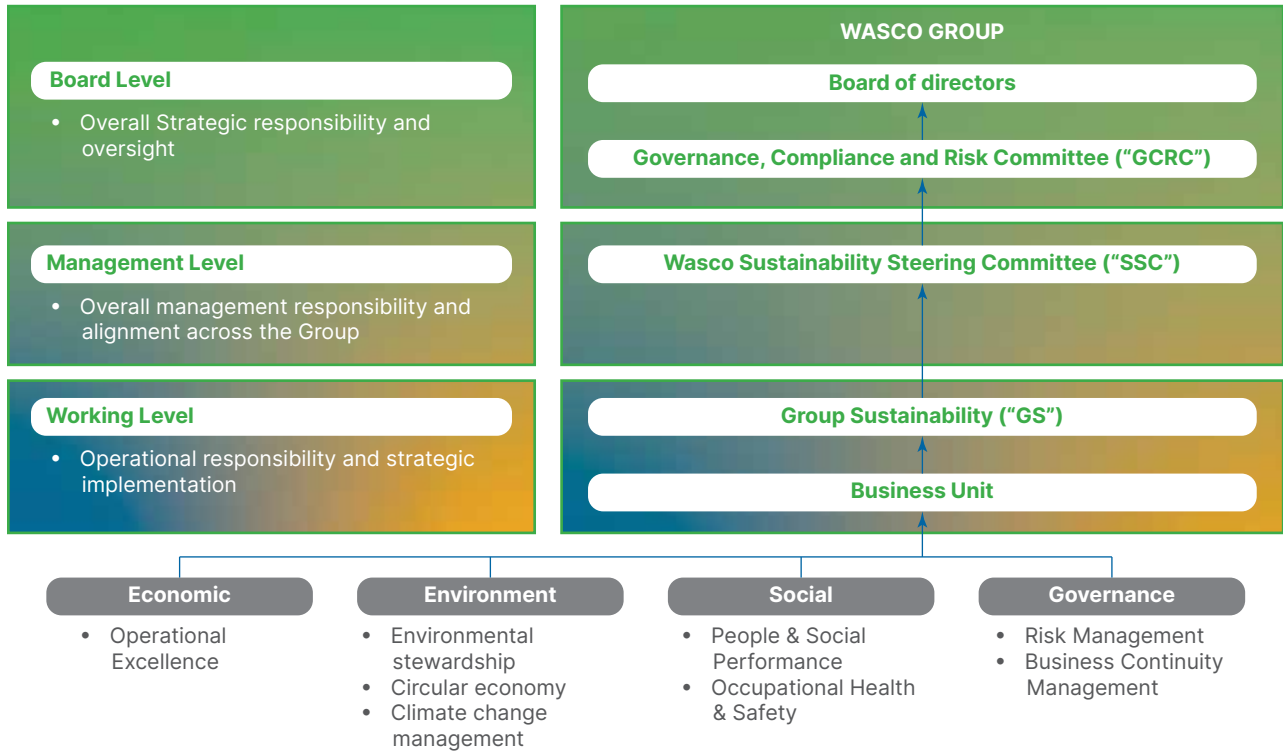 Board Level
• Overall Strategic responsibility and
oversight
WASCO GROUP
Board of directors
Governance, Compliance and Risk Committee (“GCRC”)
Management Level
• Overall management responsibility and
alignment across the Group
Wasco Sustainability Steering Committee (“SSC”)
Working Level
• Operational responsibility and strategic
implementation
Group Sustainability (“GS”)
Business Unit
Economic
• Operational
Excellence
Environment
• Environmental
stewardship
• Circular economy
• Climate change
management
Social
• People & Social
Performance
• Occupational Health
& Safety
Governance
• Risk Management
• Business Continuity
Management